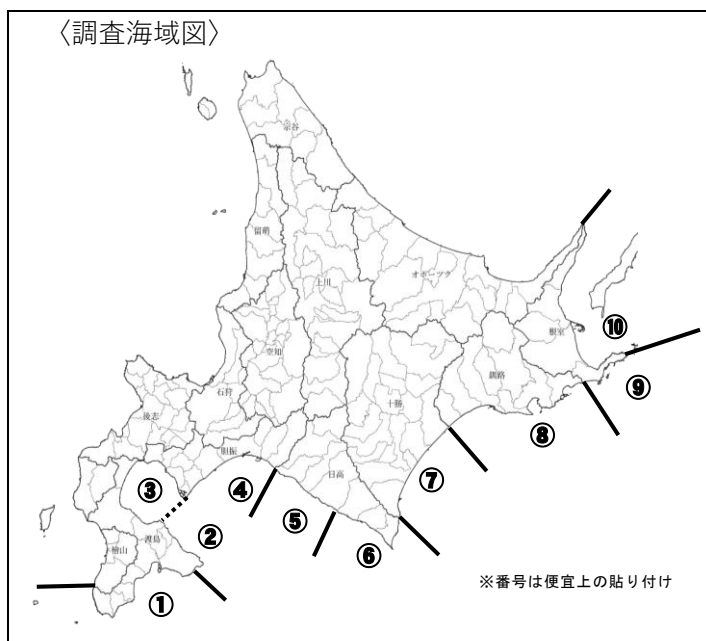 〈調査海域図〉
宗谷
留萌
上川
オホーツク
⑩
根室
空知
⑨
石狩
釧路
十勝
後志
⑧
胆振
⑦
日高
③
④
⑤
②
⑥
渡島
檜山
※番号は便宜上の貼り付け
①